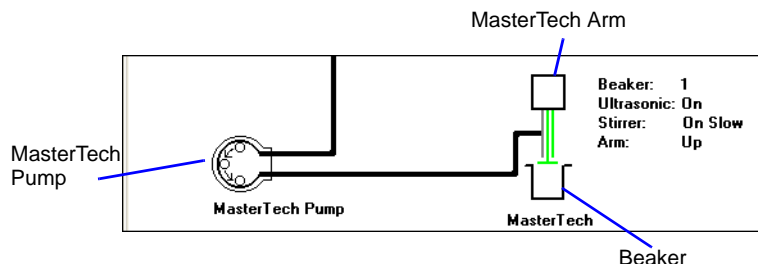 MasterTech Arm
Beaker: 1
Ultrasonic: On
Stirrer: On Slow
Arm: Up
MasterTech
Pump
MasterTech Pump
MasterTech
Beaker